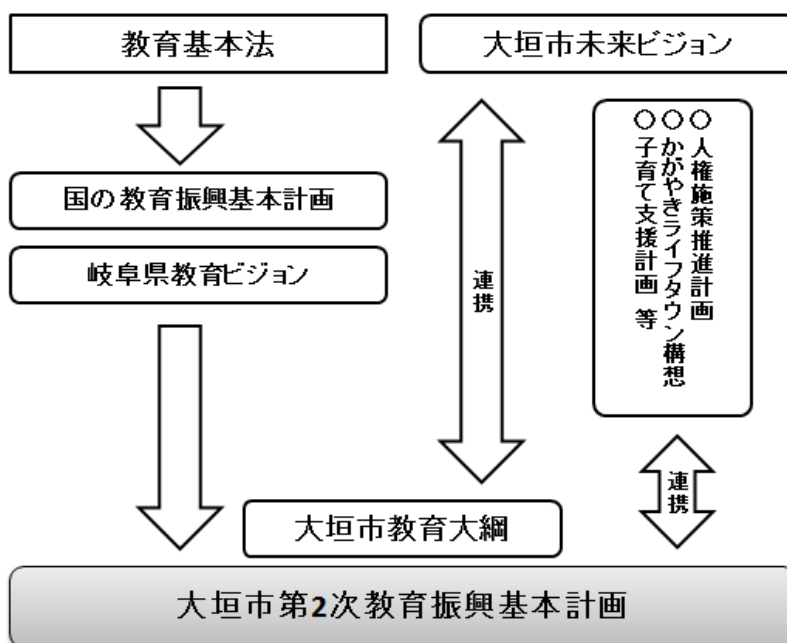 教育基本法
大垣市未来ビジョン
国の教育振興基本計画
岐阜県教育ビジョン
連携
○人権施策推進計画
○かがやきライフタウン構想
○子育て支援計画 等
連携
大垣市教育大綱
大垣市第2次教育振興基本計画